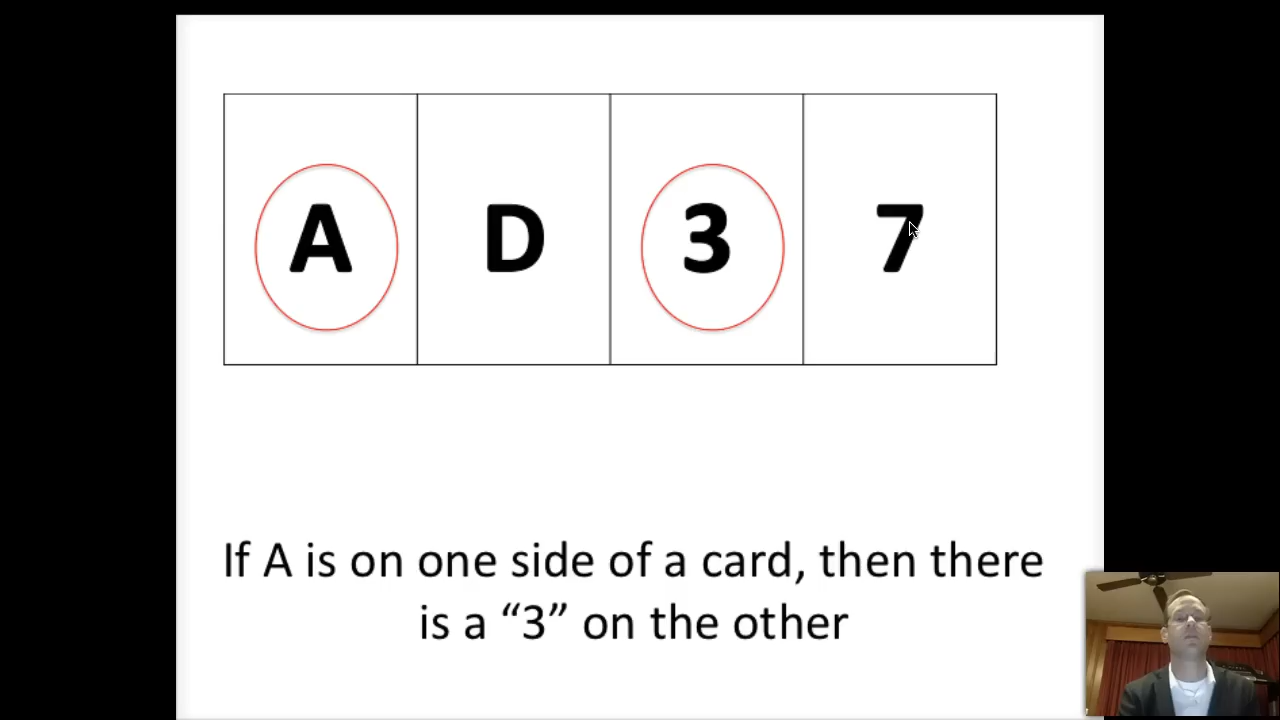 A D 3 7
If A is on one side of a card, then there
is a “3” on the other